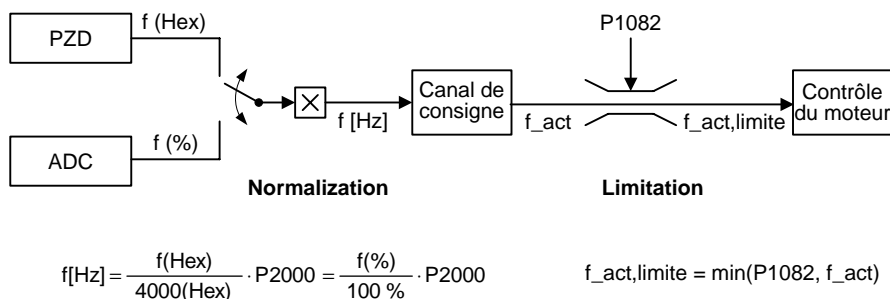 P1082
PZD
f (Hex)
ADC
f (%)
f [Hz]
Canal de
consigne
f_act
f_act,limite
Contrôle
du moteur
Normalization
Limitation
f[Hz] = f(Hex) / 4000(Hex) · P2000 = f(%) / 100 % · P2000
f_act,limite = min(P1082, f_act)